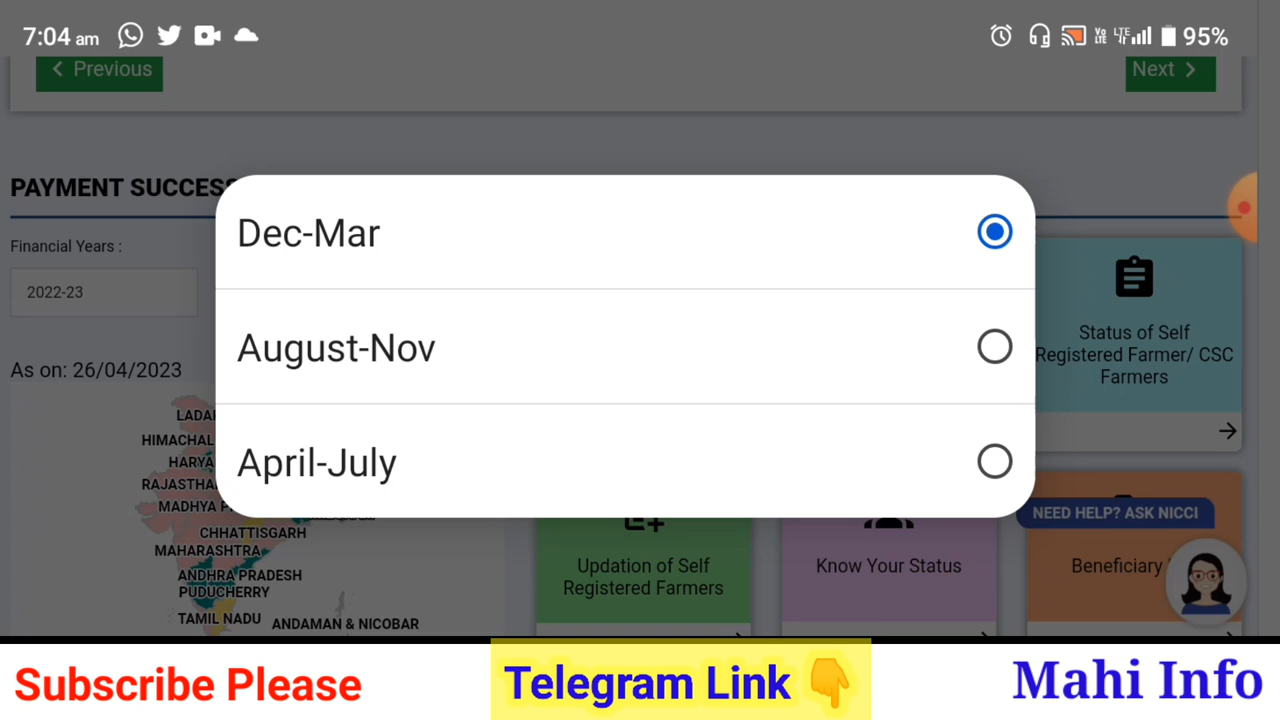 7:04 am
VO LTE LTE 95%
Previous
Next
PAYMENT SUCCESS
Financial Years :
2022-23
As on: 26/04/2023
Dec-Mar
August-Nov
April-July
LADA
HIMACHAL
HARYA
RAJASTHA
MADHYA P
CHHATTISGARH
MAHARASHTRA
ANDHRA PRADESH
PUDUCHERRY
TAMIL NADU
ANDAMAN & NICOBAR
Status of Self
Registered Farmer/ CSC
Farmers
Updation of Self
Registered Farmers
Know Your Status
Beneficiary
NEED HELP? ASK NICCI
Subscribe Please
Telegram Link
Mahi Info